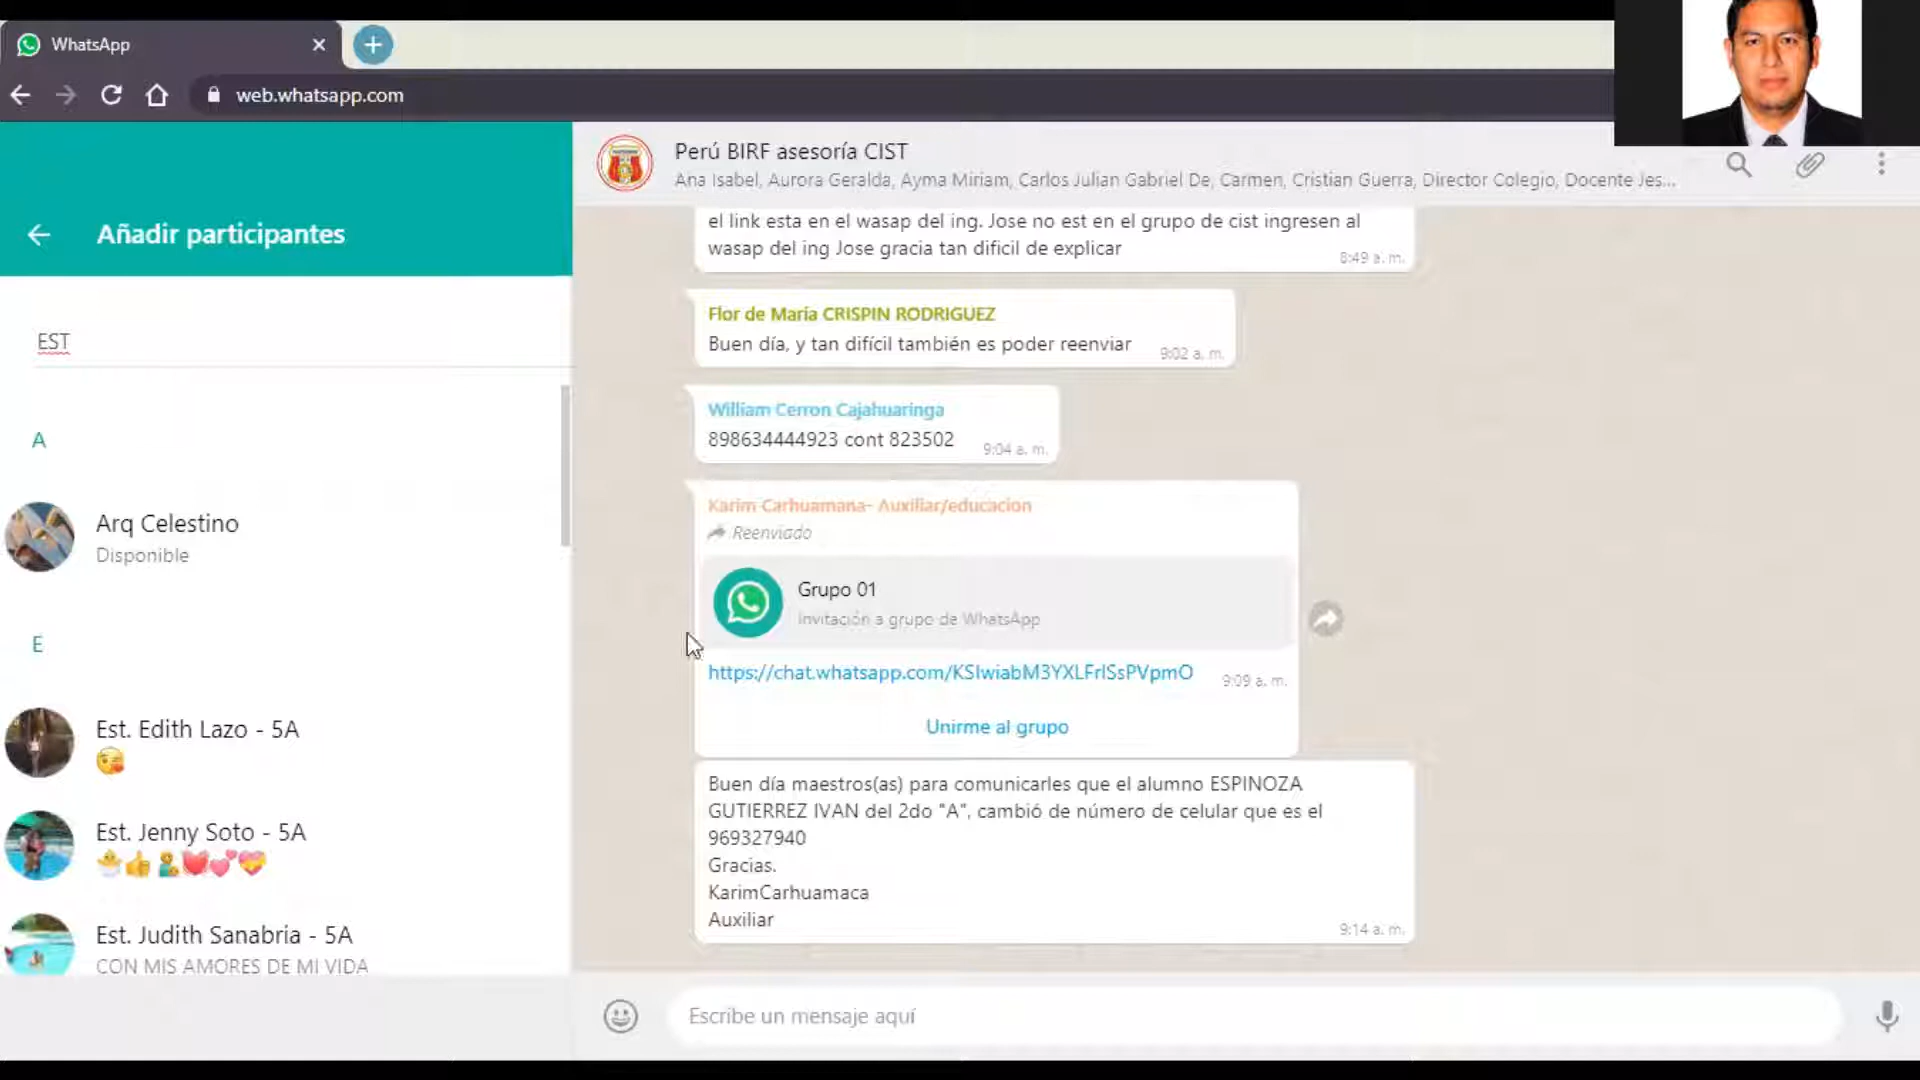 WhatsApp
web.whatsapp.com
Añadir participantes
EST
A
Arq Celestino
Disponible
E
Est. Edith Lazo - 5A
Est. Jenny Soto - 5A
Est. Judith Sanabria - 5A
CON MIS AMORES DE MI VIDA
Perú BIRF asesoría CIST
Ana Isabel, Aurora Geralda, Ayma Miriam, Carlos Julian Gabriel De, Carmen, Cristian Guerra, Director Colegio, Docente Jes...
el link esta en el wasap del ing. Jose no est en el grupo de cist ingresen al
wasap del ing Jose gracia tan dificil de explicar
8:49 a. m.
Flor de Maria CRISPIN RODRIGUEZ
Buen día, y tan difícil también es poder reenviar
9:02 a. m.
William Cerron Cajahuaringa
898634444923 cont 823502
9:04 a. m.
Karim Carhuamana- Auxiliar/educacion
Reenviado
Grupo 01
Invitación a grupo de WhatsApp
https://chat.whatsapp.com/KSIwiabM3YXLFrISsPVpmO
9:09 a. m.
Unirme al grupo
Buen día maestros(as) para comunicarles que el alumno ESPINOZA
GUTIERREZ IVAN del 2do "A", cambió de número de celular que es el
969327940
Gracias.
KarimCarhuamaca
Auxiliar
9:14 a. m.
Escribe un mensaje aquí